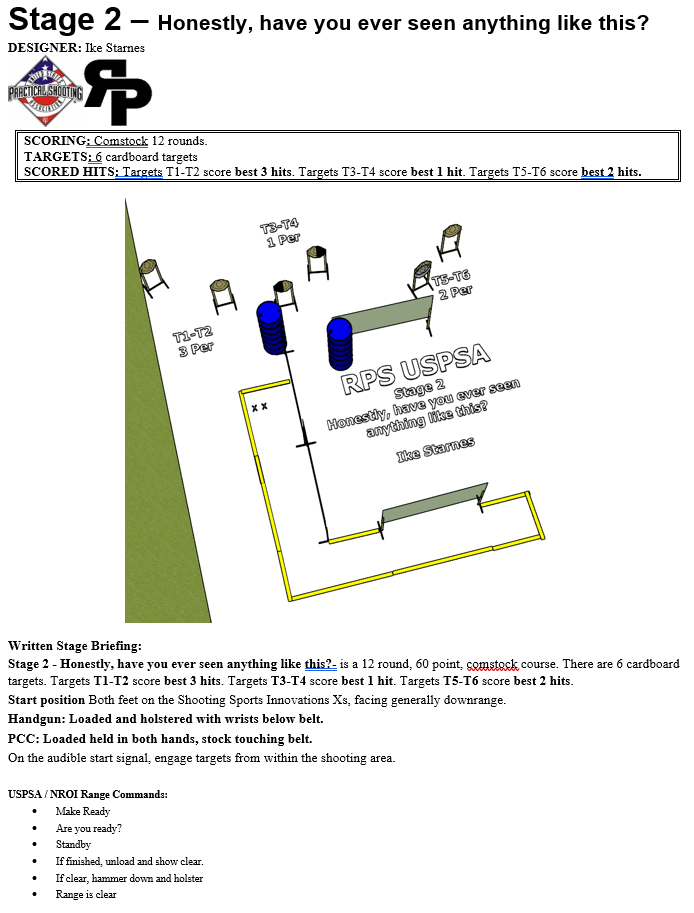 Stage 2 – Honestly, have you ever seen anything like this?
DESIGNER: Ike Starnes
PRACTICAL SHOOTING
RP
SCORING: Comstock 12 rounds.
TARGETS: 6 cardboard targets
SCORED HITS: Targets T1-T2 score best 3 hits. Targets T3-T4 score best 1 hit. Targets T5-T6 score best 2 hits.
T3-T4
1 Per
T5-T6
2 Per
T1-T2
3 Per
X X
RPS USPSA
Stage 2
Honestly, have you ever seen
anything like this?
Ike Starnes
Written Stage Briefing:
Stage 2 - Honestly, have you ever seen anything like this?- is a 12 round, 60 point, comstock course. There are 6 cardboard
targets. Targets T1-T2 score best 3 hits. Targets T3-T4 score best 1 hit. Targets T5-T6 score best 2 hits.
Start position Both feet on the Shooting Sports Innovations Xs, facing generally downrange.
Handgun: Loaded and holstered with wrists below belt.
PCC: Loaded held in both hands, stock touching belt.
On the audible start signal, engage targets from within the shooting area.
USPSA / NROI Range Commands:
• Make Ready
• Are you ready?
• Standby
• If finished, unload and show clear.
• If clear, hammer down and holster
• Range is clear